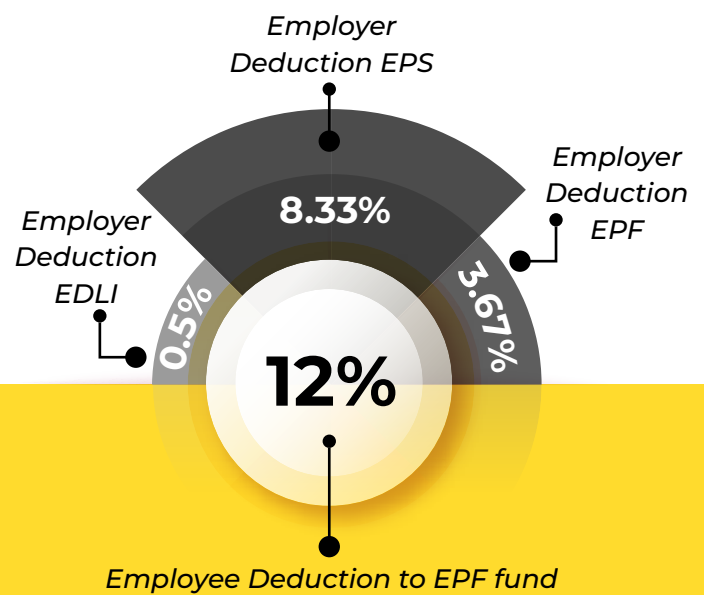 Employer
Deduction EPS
8.33%
Employer
Deduction
EPF
3.67%
Employer
Deduction
EDLI
0.5%
12%
Employee Deduction to EPF fund